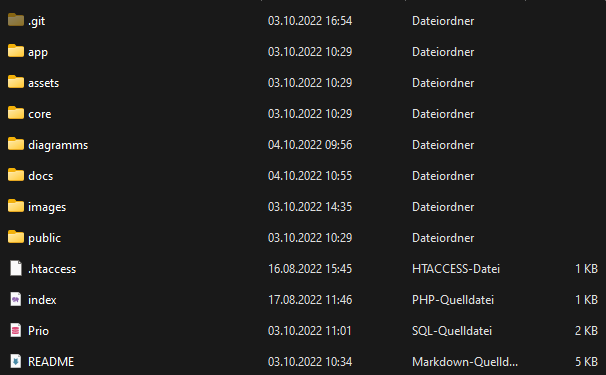 .git 03.10.2022 16:54 Dateiordner
app 03.10.2022 10:29 Dateiordner
assets 03.10.2022 10:29 Dateiordner
core 03.10.2022 10:29 Dateiordner
diagramms 04.10.2022 09:56 Dateiordner
docs 04.10.2022 10:55 Dateiordner
images 03.10.2022 14:35 Dateiordner
public 03.10.2022 10:29 Dateiordner
.htaccess 16.08.2022 15:45 HTACCESS-Datei 1 KB
index 17.08.2022 11:46 PHP-Quelldatei 1 KB
Prio 03.10.2022 11:01 SQL-Quelldatei 2 KB
README 03.10.2022 10:34 Markdown-Quelld... 5 KB